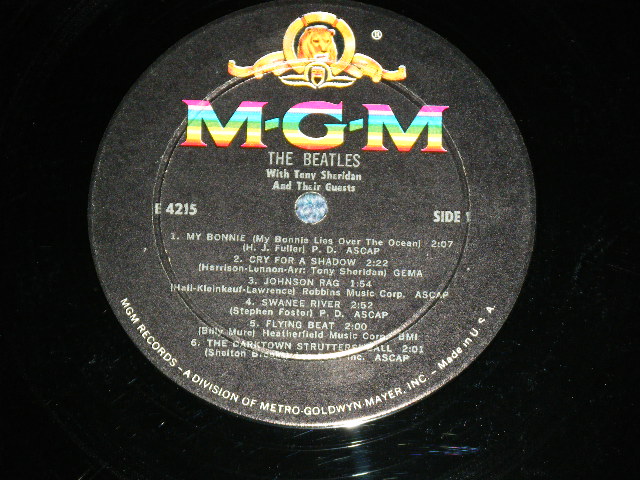 ®
M-G-M
THE BEATLES
With Tony Sheridan
And Their Guests
E 4215
SIDE 1
1. MY BONNIE (My Bonnie Lies Over The Ocean) 2:07
(H. J. Fuller) P. D. ASCAP
2. CRY FOR A SHADOW 2:22
(Harrison-Lunnon-Arr: Tony Sheridan) GEMA
3. JOHNSON RAG 1:54
(Hall-Kleinkauf-Lawrence) Robbins Music Corp. ASCAP
4. SWANEE RIVER 2:52
(Stephen Foster) P. D. ASCAP
5. FLYING BEAT 2:00
(Billy Mure) Heatherfield Music Corp. BMI
6. THE DARKTOWN STRUTTERS BALL 2:01
(Shelton Inc. ASCAP
MGM RECORDS – A DIVISION OF METRO-GOLDWYN-MAYER, INC. – Made in U.S.A.